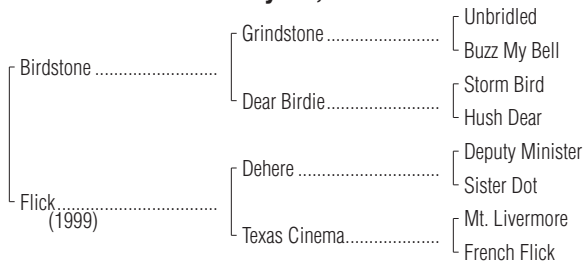 Unbridled
Grindstone ..............................
Buzz My Bell
Birdstone ................................
Storm Bird
Dear Birdie..............................
Hush Dear
Deputy Minister
Dehere ....................................
Sister Dot
Flick..........................................
(1999)
Mt. Livermore
Texas Cinema.........................
French Flick